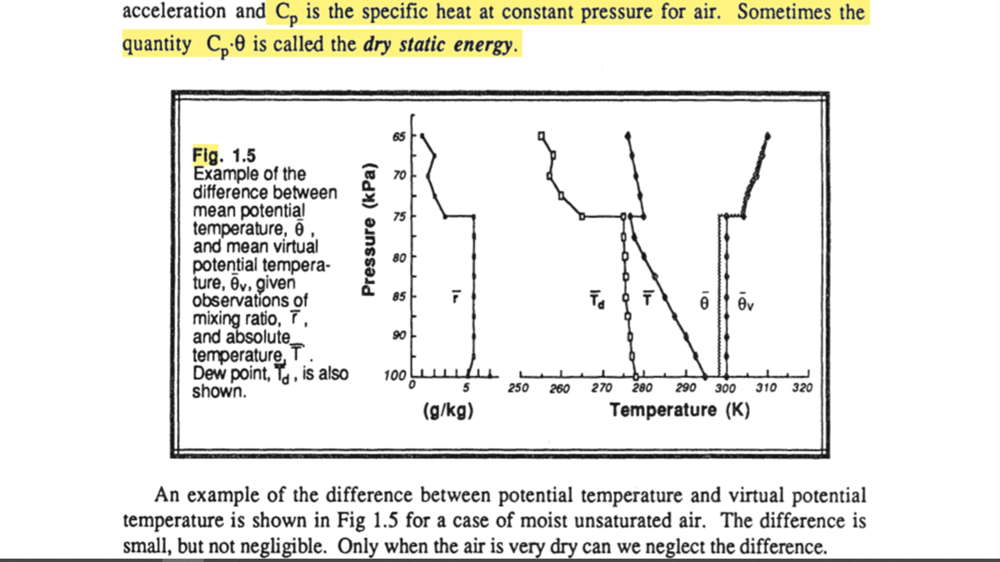 acceleration and Cp is the specific heat at constant pressure for air. Sometimes the
quantity Cp·θ is called the dry static energy.
Fig. 1.5
Example of the
difference between
mean potential
temperature, θ̄ ,
and mean virtual
potential tempera-
ture, θ̄v, given
observations of
mixing ratio, r̄ ,
and absolute
temperature, T̄ .
Dew point, T̄d , is also
shown.
Pressure (kPa)
65
70
75
80
85
90
100
r̄
0 5
(g/kg)
T̄d T̄ θ̄ θ̄v
250 260 270 280 290 300 310 320
Temperature (K)
An example of the difference between potential temperature and virtual potential
temperature is shown in Fig 1.5 for a case of moist unsaturated air. The difference is
small, but not negligible. Only when the air is very dry can we neglect the difference.